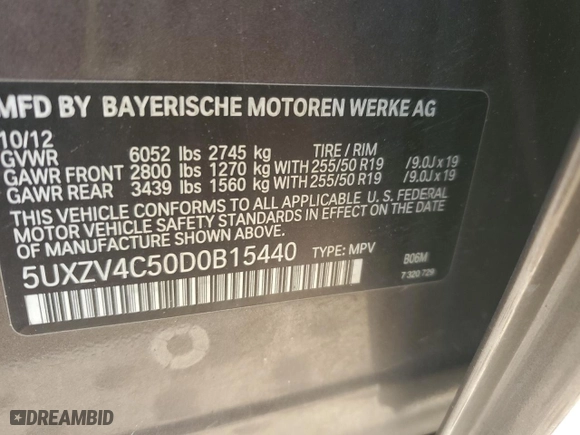 MFD BY BAYERISCHE MOTOREN WERKE AG
10/12
GVWR 6052 lbs 2745 kg TIRE / RIM
GAWR FRONT 2800 lbs 1270 kg WITH 255/50 R19 /9.0J x 19
GAWR REAR 3439 lbs 1560 kg WITH 255/50 R19 /9.0J x 19
THIS VEHICLE CONFORMS TO ALL APPLICABLE U.S. FEDERAL
MOTOR VEHICLE SAFETY STANDARDS IN EFFECT ON THE DATE
OF MANUFACTURE SHOWN ABOVE.
5UXZV4C50D0B15440 TYPE: MPV B06M
7 320 729
DREAMBID